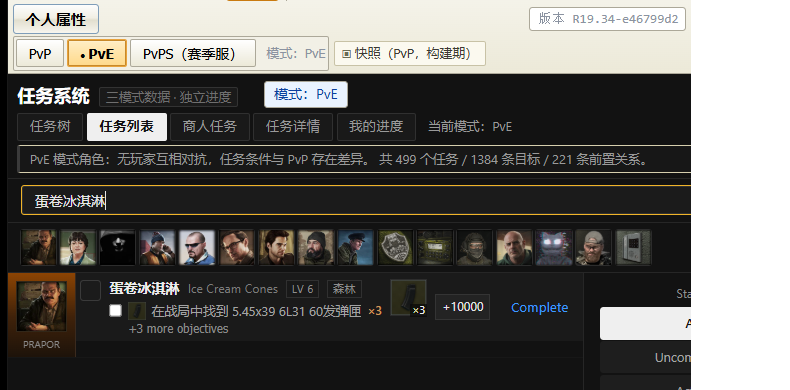 个人属性
版本 R19.34-e46799d2
PvP • PvE PvPS（赛季服） 模式：PvE 快照（PvP，构建期）
任务系统 三模式数据 · 独立进度 模式：PvE
任务树 任务列表 商人任务 任务详情 我的进度 当前模式：PvE
PvE 模式角色：无玩家互相对抗，任务条件与 PvP 存在差异。 共 499 个任务 / 1384 条目标 / 221 条前置关系。
蛋卷冰淇淋
蛋卷冰淇淋 Ice Cream Cones LV 6 森林
在战局中找到 5.45x39 6L31 60发弹匣 ×3 ×3 +10000 Complete
+3 more objectives
PRAPOR
Sta
Uncom